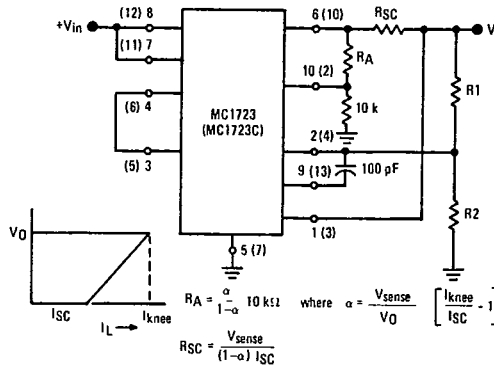 (12) 8
6 (10)
RSC
+Vin
V
(11) 7
RA
R1
10 (2)
(6) 4
MC1723
(MC1723C)
10 k
2 (4)
(5) 3
9 (13)
100 pF
R2
1 (3)
VO
5 (7)
ISC
IL
Iknee
RA = α / 1-α 10 kΩ where α = Vsense / VO [ Iknee / ISC - 1 ]
RSC = Vsense / (1-α) ISC